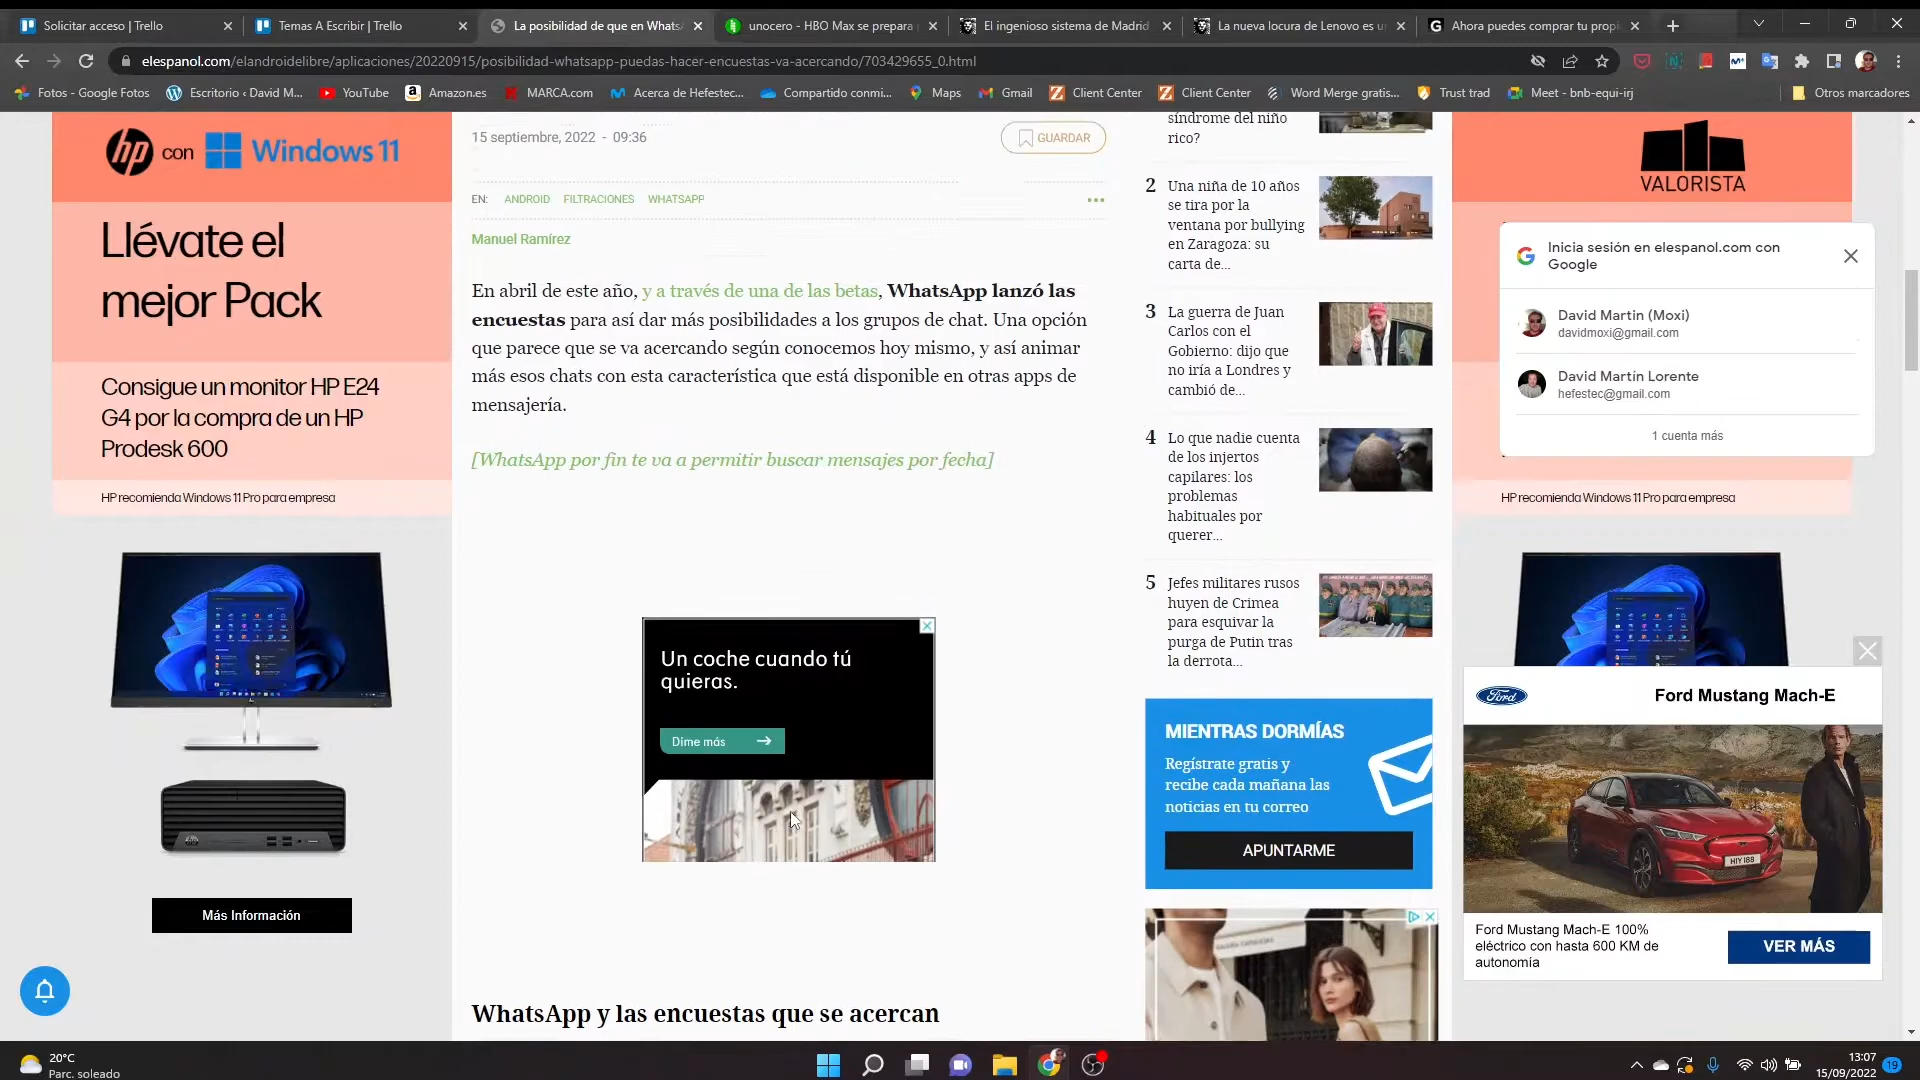 Solicitar acceso | Trello
Temas A Escribir | Trello
La posibilidad de que en Whats
unocero - HBO Max se prepara
El ingenioso sistema de Madrid
La nueva locura de Lenovo es u
Ahora puedes comprar tu propi
elespanol.com/elandroidelibre/aplicaciones/20220915/posibilidad-whatsapp-puedas-hacer-encuestas-va-acercando/703429655_0.html
Fotos - Google Fotos
Escritorio ‹ David M...
YouTube
Amazon.es
MARCA.com
Acerca de Hefestec...
Compartido conmi...
Maps
Gmail
Client Center
Client Center
Word Merge gratis...
Trust trad
Meet - bnb-equi-irj
Otros marcadores
hp con Windows 11
Llévate el
mejor Pack
Consigue un monitor HP E24
G4 por la compra de un HP
Prodesk 600
HP recomienda Windows 11 Pro para empresa
Más Información
15 septiembre, 2022 - 09:36
GUARDAR
EN: ANDROID FILTRACIONES WHATSAPP
Manuel Ramírez
En abril de este año, y a través de una de las betas, WhatsApp lanzó las
encuestas para así dar más posibilidades a los grupos de chat. Una opción
que parece que se va acercando según conocemos hoy mismo, y así animar
más esos chats con esta característica que está disponible en otras apps de
mensajería.
[WhatsApp por fin te va a permitir buscar mensajes por fecha]
Un coche cuando tú
quieras.
Dime más
WhatsApp y las encuestas que se acercan
síndrome del niño
rico?
2 Una niña de 10 años
se tira por la
ventana por bullying
en Zaragoza: su
carta de...
3 La guerra de Juan
Carlos con el
Gobierno: dijo que
no iría a Londres y
cambió de...
4 Lo que nadie cuenta
de los injertos
capilares: los
problemas
habituales por
querer...
5 Jefes militares rusos
huyen de Crimea
para esquivar la
purga de Putin tras
la derrota...
MIENTRAS DORMÍAS
Regístrate gratis y
recibe cada mañana las
noticias en tu correo
APUNTARME
VALORISTA
Inicia sesión en elespanol.com con
Google
David Martin (Moxi)
davidmoxi@gmail.com
David Martín Lorente
hefestec@gmail.com
1 cuenta más
HP recomienda Windows 11 Pro para empresa
Ford
Ford Mustang Mach-E
HIY 188
Ford Mustang Mach-E 100%
eléctrico con hasta 600 KM de
autonomía
VER MÁS
20°C
Parc. soleado
13:07
15/09/2022
19